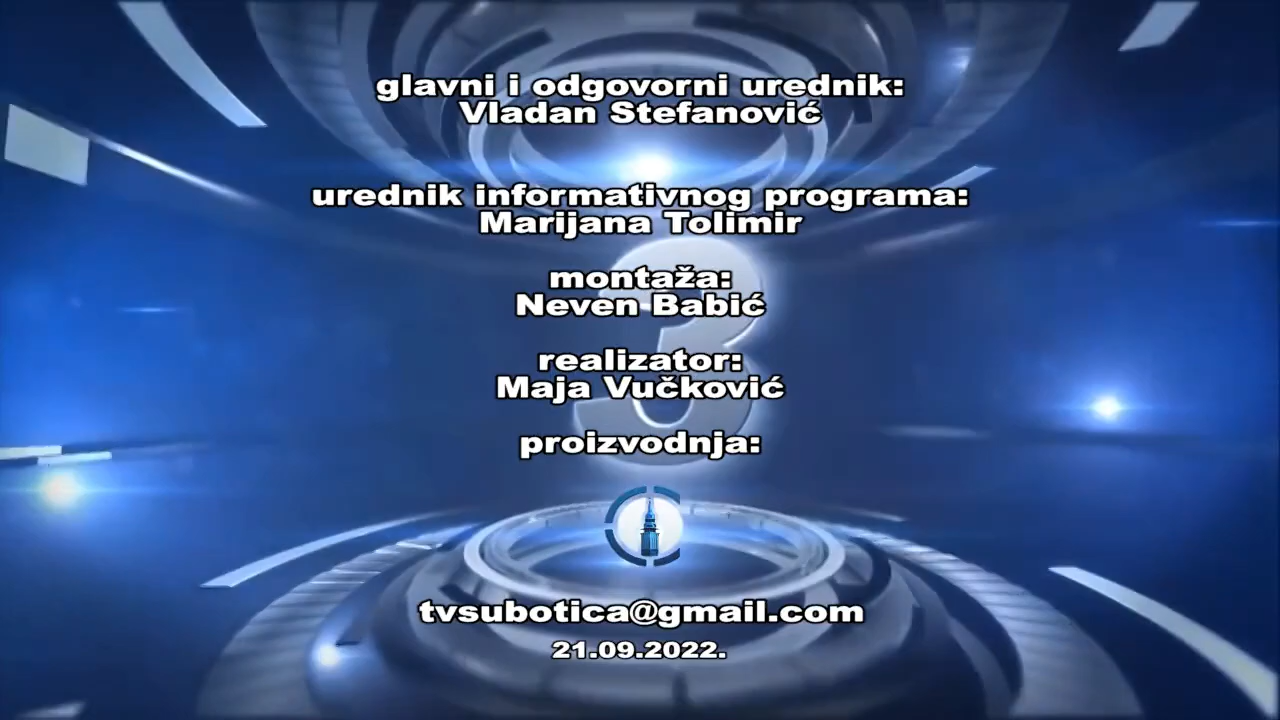 glavni i odgovorni urednik:
Vladan Stefanović
urednik informativnog programa:
Marijana Tolimir
montaža:
Neven Babić
realizator:
Maja Vučković
proizvodnja:
3
tvsubotica@gmail.com
21.09.2022.